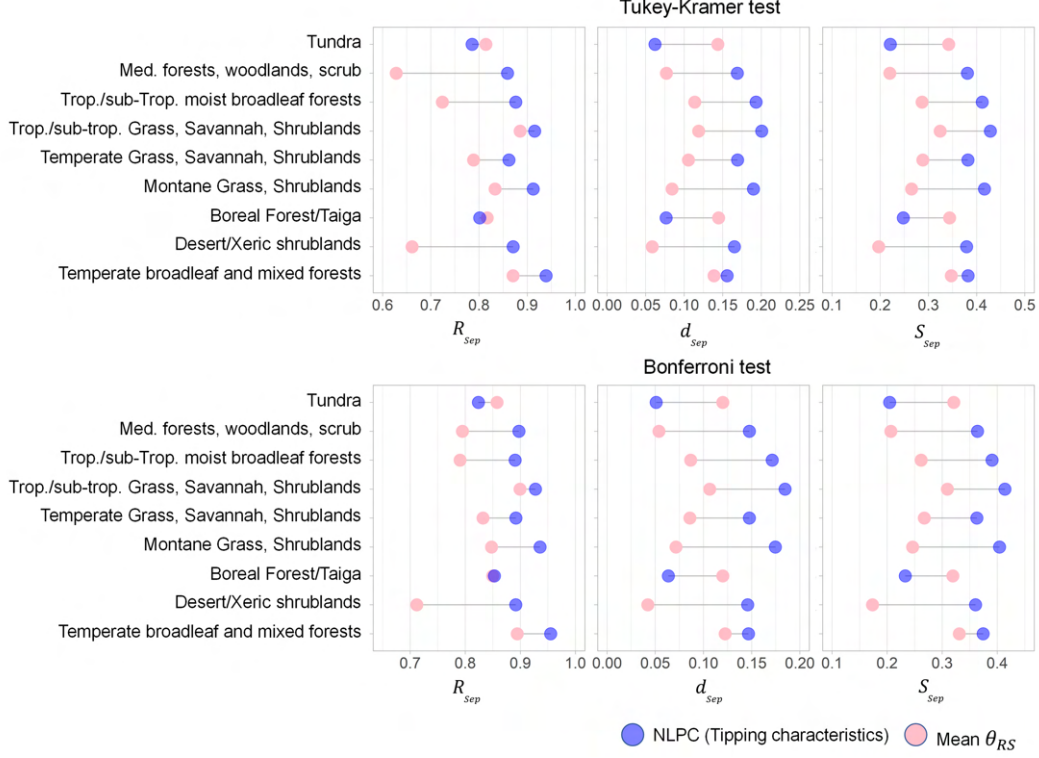 Tukey-Kramer test
Tundra
Med. forests, woodlands, scrub
Trop./sub-Trop. moist broadleaf forests
Trop./sub-trop. Grass, Savannah, Shrublands
Temperate Grass, Savannah, Shrublands
Montane Grass, Shrublands
Boreal Forest/Taiga
Desert/Xeric shrublands
Temperate broadleaf and mixed forests
0.6 0.7 0.8 0.9 1.0 0.00 0.05 0.10 0.15 0.20 0.25 0.1 0.2 0.3 0.4 0.5
R_Sep d_Sep S_Sep
Bonferroni test
Tundra
Med. forests, woodlands, scrub
Trop./sub-Trop. moist broadleaf forests
Trop./sub-trop. Grass, Savannah, Shrublands
Temperate Grass, Savannah, Shrublands
Montane Grass, Shrublands
Boreal Forest/Taiga
Desert/Xeric shrublands
Temperate broadleaf and mixed forests
0.7 0.8 0.9 1.0 0.00 0.05 0.10 0.15 0.20 0.1 0.2 0.3 0.4
R_Sep d_Sep S_Sep
NLPC (Tipping characteristics) Mean θ_RS